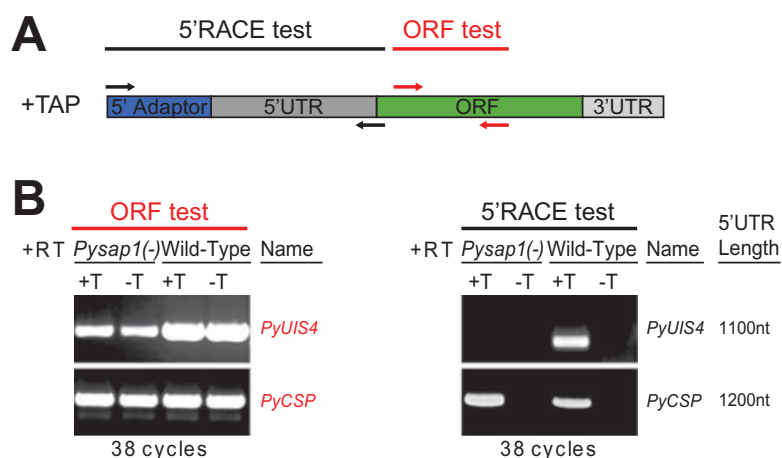 A
5'RACE test
ORF test
+TAP
5' Adaptor
5'UTR
ORF
3'UTR
B
ORF test
+RT
Pysap1(-)
Wild-Type
Name
+T
-T
+T
-T
PyUIS4
PyCSP
38 cycles
5'RACE test
5'UTR
Length
+RT
Pysap1(-)
Wild-Type
Name
+T
-T
+T
-T
PyUIS4
1100nt
PyCSP
1200nt
38 cycles